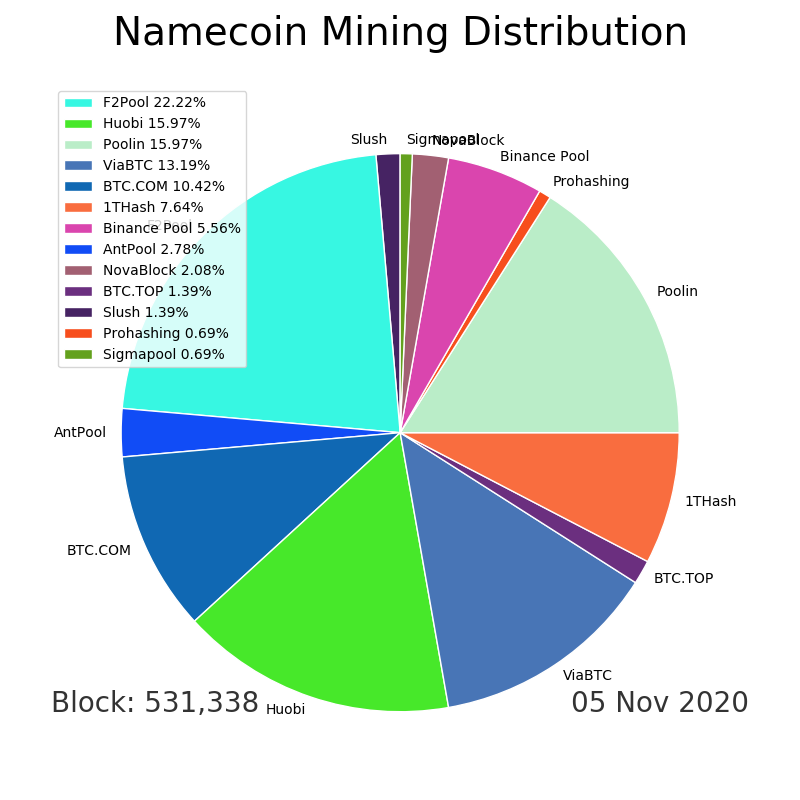 Namecoin Mining Distribution
F2Pool 22.22%
Huobi 15.97%
Poolin 15.97%
ViaBTC 13.19%
BTC.COM 10.42%
1THash 7.64%
Binance Pool 5.56%
AntPool 2.78%
NovaBlock 2.08%
BTC.TOP 1.39%
Slush 1.39%
Prohashing 0.69%
Sigmapool 0.69%
F2Pool
Slush
Sigmapool
NovaBlock
Binance Pool
Prohashing
Poolin
AntPool
1THash
BTC.COM
BTC.TOP
ViaBTC
Huobi
Block: 531,338
05 Nov 2020